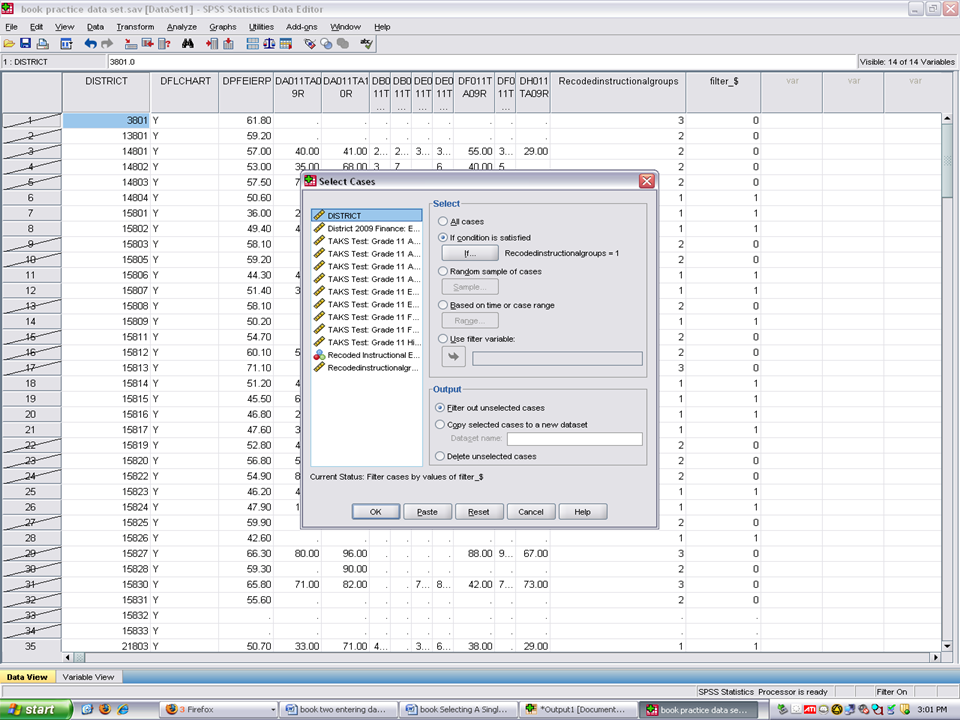 book practice data set.sav [DataSet1] - SPSS Statistics Data Editor
File Edit View Data Transform Analyze Graphs Utilities Add-ons Window Help
1 : DISTRICT 3801.0 Visible: 14 of 14 Variables
DISTRICT DFLCHART DPFEIERP DA011TA09R DA011TA10R DB011T... DB011T... DE011T... DE011T... DF011TA09R DF011T... DH011TA09R Recodedinstructionalgroups filter_$ var var var
1 3801 Y 61.80 . . . . . . . . . 3 0
2 13801 Y 59.20 . . . . . . . . . 2 0
3 14801 Y 57.00 40.00 41.00 2... 2... 3... 3... 55.00 3... 29.00 2 0
4 14802 Y 53.00 35.00 68.00 3 7 6 40.00 5 2 0
5 14803 Y 57.50 7 2 0
6 14804 Y 50.60 1 1
7 15801 Y 36.00 2 1 1
8 15802 Y 49.40 4 1 1
9 15803 Y 58.10 2 0
10 15805 Y 59.20 2 0
11 15806 Y 44.30 4 1 1
12 15807 Y 51.40 3 1 1
13 15808 Y 58.10 2 0
14 15809 Y 50.20 1 1
15 15811 Y 54.70 2 0
16 15812 Y 60.10 5 2 0
17 15813 Y 71.10 3 0
18 15814 Y 51.20 4 1 1
19 15815 Y 45.50 6 1 1
20 15816 Y 46.80 2 1 1
21 15817 Y 47.60 3 1 1
22 15819 Y 52.80 4 2 0
23 15820 Y 56.80 5 2 0
24 15822 Y 54.90 8 2 0
25 15823 Y 46.20 4 1 1
26 15824 Y 47.90 1 1 1
27 15825 Y 59.90 2 0
28 15826 Y 42.60 . 1 1
29 15827 Y 66.30 80.00 96.00 . . . . 88.00 9... 67.00 3 0
30 15828 Y 59.30 . 90.00 . . . . . . . 2 0
31 15830 Y 65.80 71.00 82.00 . . 7... 8... 42.00 7... 73.00 3 0
32 15831 Y 55.60 . . . . . . . . . 2 0
33 15832 Y . . . . . . . . . . . .
34 15833 Y . . . . . . . . . . . .
35 21803 Y 50.70 33.00 71.00 4... . 3... 6... 38.00 . 29.00 1 1
Select Cases
DISTRICT
District 2009 Finance: E...
TAKS Test: Grade 11 A...
TAKS Test: Grade 11 A...
TAKS Test: Grade 11 A...
TAKS Test: Grade 11 A...
TAKS Test: Grade 11 E...
TAKS Test: Grade 11 E...
TAKS Test: Grade 11 F...
TAKS Test: Grade 11 F...
TAKS Test: Grade 11 Hi...
Recoded Instructional E...
Recodedinstructionalgr...
Select
All cases
If condition is satisfied
If... Recodedinstructionalgroups = 1
Random sample of cases
Sample...
Based on time or case range
Range...
Use filter variable:
Output
Filter out unselected cases
Copy selected cases to a new dataset
Dataset name:
Delete unselected cases
Current Status: Filter cases by values of filter_$
OK Paste Reset Cancel Help
Data View Variable View
SPSS Statistics Processor is ready Filter On
start 3 Firefox book two entering da... book Selecting A Singl... *Output1 [Document... book practice data se... ATI 3:01 PM